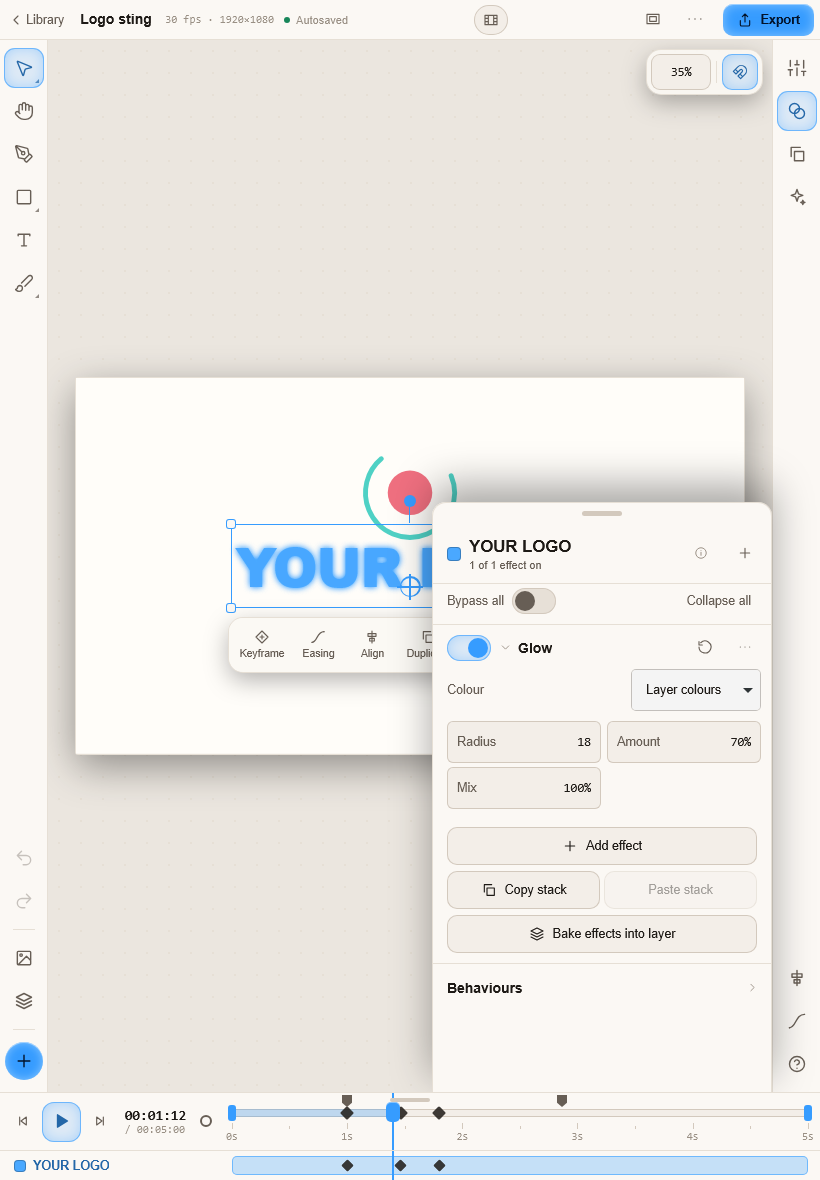 Library
Logo sting
30 fps · 1920×1080
Autosaved
Export
35%
YOUR
Keyframe
Easing
Align
YOUR LOGO
1 of 1 effect on
Bypass all
Collapse all
Glow
Colour
Layer colours
Radius 18
Amount 70%
Mix 100%
Add effect
Copy stack
Paste stack
Bake effects into layer
Behaviours
00:01:12
/ 00:05:00
0s 1s 2s 3s 4s 5s
YOUR LOGO